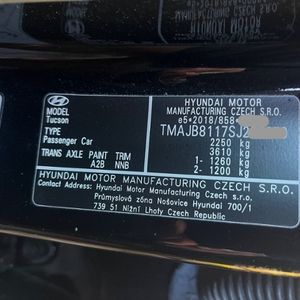 HYUNDAI MOTOR
MANUFACTURING CZECH S.R.O.
MODEL
Tucson
e5*2018/858*
TYPE
Passenger Car
TMAJB8117SJ2
2250 kg
3610 kg
1- 1260 kg
2- 1200 kg
TRANS AXLE PAINT TRIM
A2B NNB
HYUNDAI MOTOR MANUFACTURING CZECH S.R.O.
Hyundai Motor Manufacturing Czech s.r.o.
Průmyslová zóna Nošovice Hyundai 700/1
739 51 Nižní Lhoty Czech Republic